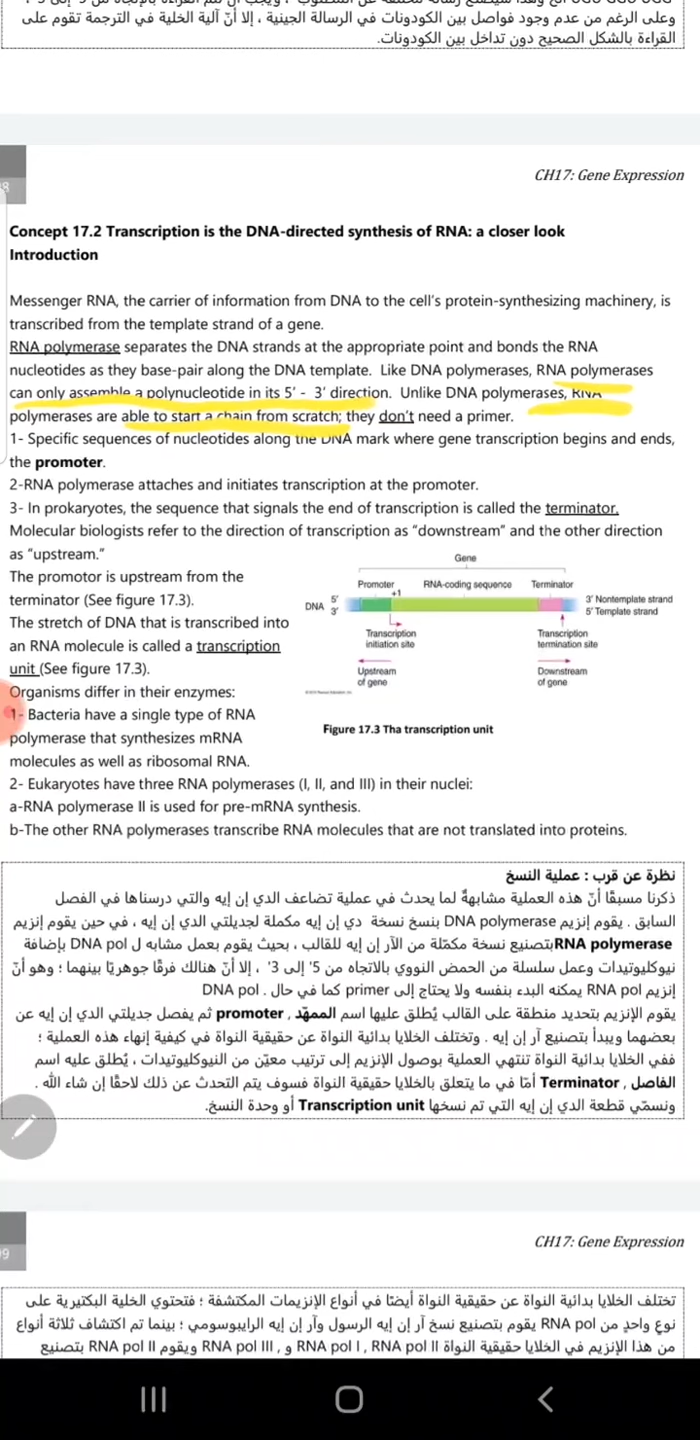 وعلى الرغم من عدم وجود فواصل بين الكودونات في الرسالة الجينية ، إلا أنّ آلية الخلية في الترجمة تقوم على
القراءة بالشكل الصحيح دون تداخل بين الكودونات.
CH17: Gene Expression
Concept 17.2 Transcription is the DNA-directed synthesis of RNA: a closer look
Introduction
Messenger RNA, the carrier of information from DNA to the cell's protein-synthesizing machinery, is
transcribed from the template strand of a gene.
RNA polymerase separates the DNA strands at the appropriate point and bonds the RNA
nucleotides as they base-pair along the DNA template. Like DNA polymerases, RNA polymerases
can only assemble a polynucleotide in its 5' - 3' direction. Unlike DNA polymerases, RNA
polymerases are able to start a chain from scratch; they don't need a primer.
1- Specific sequences of nucleotides along the DNA mark where gene transcription begins and ends,
the promoter.
2-RNA polymerase attaches and initiates transcription at the promoter.
3- In prokaryotes, the sequence that signals the end of transcription is called the terminator.
Molecular biologists refer to the direction of transcription as "downstream" and the other direction
as "upstream."
The promotor is upstream from the
terminator (See figure 17.3).
The stretch of DNA that is transcribed into
an RNA molecule is called a transcription
unit (See figure 17.3).
Organisms differ in their enzymes:
1- Bacteria have a single type of RNA
polymerase that synthesizes mRNA
molecules as well as ribosomal RNA.
Gene
Promoter RNA-coding sequence Terminator
+1
DNA 5' 3' Nontemplate strand
3' 5' Template strand
Transcription initiation site
Transcription termination site
Upstream of gene
Downstream of gene
Figure 17.3 Tha transcription unit
2- Eukaryotes have three RNA polymerases (I, II, and III) in their nuclei:
a-RNA polymerase II is used for pre-mRNA synthesis.
b-The other RNA polymerases transcribe RNA molecules that are not translated into proteins.
نظرة عن قرب : عملية النسخ
ذكرنا مسبقًا أنّ هذه العملية مشابهةٌ لما يحدث في عملية تضاعف الدي إن إيه والتي درسناها في الفصل
السابق . يقوم إنزيم DNA polymerase بنسخ نسخة دي إن إيه مكملة لجديلتي الدي إن إيه ، في حين يقوم إنزيم
RNA polymerase بتصنيع نسخة مكمّلة من الآر إن إيه للقالب ، بحيث يقوم بعمل مشابه ل DNA pol بإضافة
نيوكليوتيدات وعمل سلسلة من الحمض النووي بالاتجاه من 5' إلى 3' ، إلا أنّ هنالك فرقًا جوهريًا بينهما ؛ وهو أنّ
إنزيم RNA pol يمكنه البدء بنفسه ولا يحتاج إلى primer كما في حال DNA pol .
يقوم الإنزيم بتحديد منطقة على القالب يُطلق عليها اسم الممهّد , promoter ثم يفصل جديلتي الدي إن إيه عن
بعضهما ويبدأ بتصنيع آر إن إيه . وتختلف الخلايا بدائية النواة عن حقيقية النواة في كيفية إنهاء هذه العملية ؛
ففي الخلايا بدائية النواة تنتهي العملية بوصول الإنزيم إلى ترتيب معيّن من النيوكليوتيدات ، يُطلق عليه اسم
الفاصل , Terminator أمّا في ما يتعلق بالخلايا حقيقية النواة فسوف يتم التحدث عن ذلك لاحقًا إن شاء الله .
ونسمّي قطعة الدي إن إيه التي تم نسخها Transcription unit أو وحدة النسخ.
CH17: Gene Expression
تختلف الخلايا بدائية النواة عن حقيقية النواة أيضًا في أنواع الإنزيمات المكتشفة ؛ فتحتوي الخلية البكتيرية على
نوع واحدٍ من RNA pol يقوم بتصنيع نسخ آر إن إيه الرسول وآر إن إيه الرايبوسومي ؛ بينما تم اكتشاف ثلاثة أنواع
من هذا الإنزيم في الخلايا حقيقية النواة RNA pol I , RNA pol II و , RNA pol III ويقوم RNA pol II بتصنيع